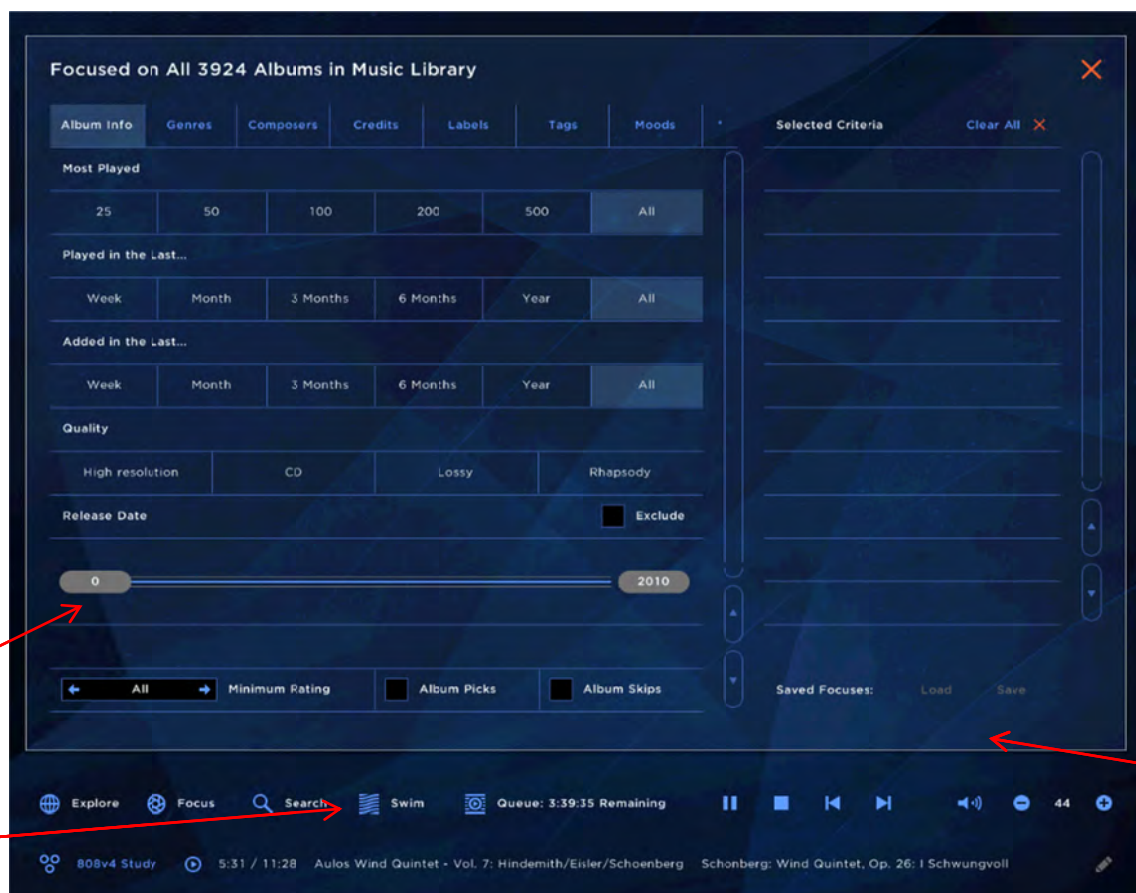 Focused on All 3924 Albums in Music Library
Album Info Genres Composers Credits Labels Tags Moods
Selected Criteria Clear All
Most Played
25 50 100 200 500 All
Played in the Last...
Week Month 3 Months 6 Months Year All
Added in the Last...
Week Month 3 Months 6 Months Year All
Quality
High resolution CD Lossy Rhapsody
Release Date Exclude
0 2010
All Minimum Rating Album Picks Album Skips
Saved Focuses: Load Save
Explore Focus Search Swim Queue: 3:39:35 Remaining 44
808v4 Study 5:31 / 11:28 Aulos Wind Quintet - Vol. 7: Hindemith/Eisler/Schoenberg Schonberg: Wind Quintet, Op. 26: I Schwungvoll